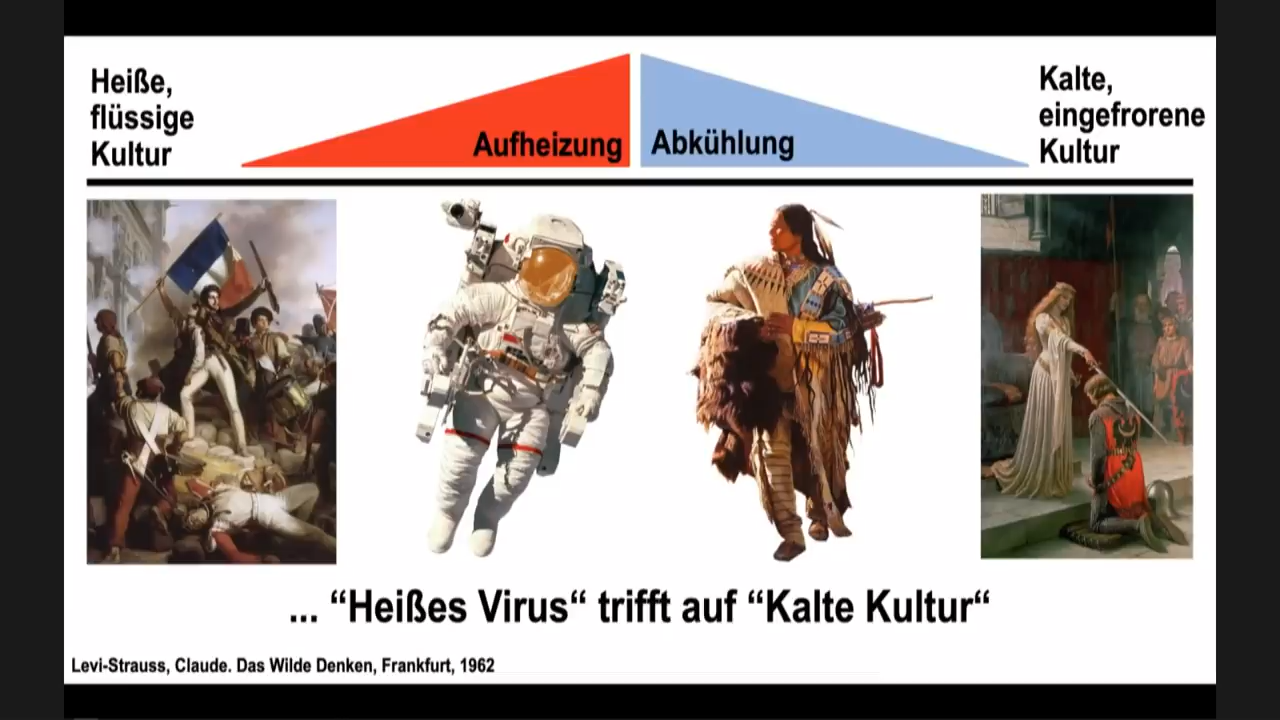 Heiße,
flüssige
Kultur
Aufheizung
Abkühlung
Kalte,
eingefrorene
Kultur
... “Heißes Virus“ trifft auf “Kalte Kultur“
Levi-Strauss, Claude. Das Wilde Denken, Frankfurt, 1962